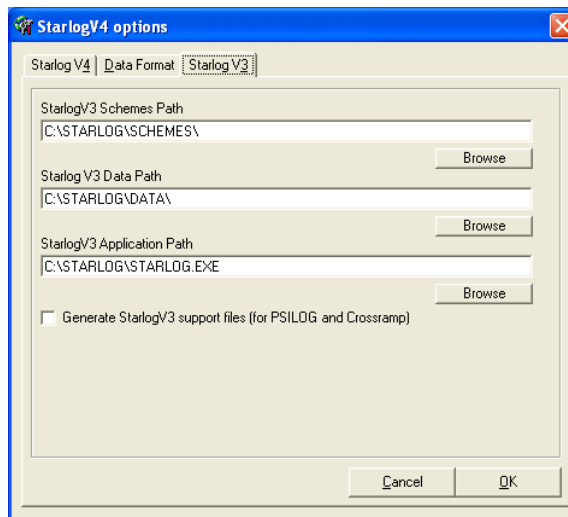 StarlogV4 options
Starlog V4 Data Format Starlog V3
StarlogV3 Schemes Path
C:\STARLOG\SCHEMES\
Browse
Starlog V3 Data Path
C:\STARLOG\DATA\
Browse
StarlogV3 Application Path
C:\STARLOG\STARLOG.EXE
Browse
Generate StarlogV3 support files (for PSILOG and Crossramp)
Cancel OK